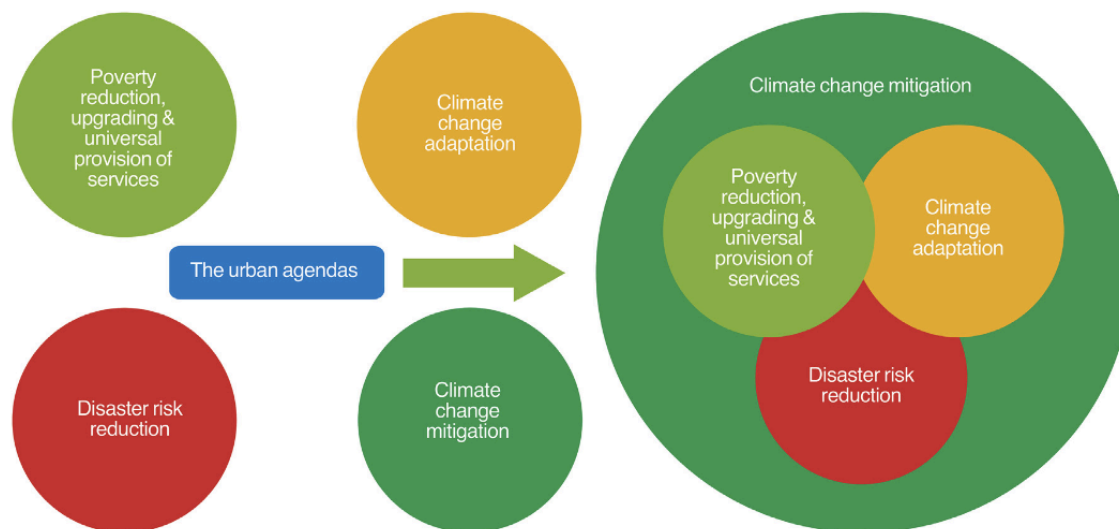 Poverty
reduction,
upgrading &
universal
provision of
services
Climate
change
adaptation
The urban agendas
Disaster risk
reduction
Climate
change
mitigation
Climate change mitigation
Poverty
reduction,
upgrading &
universal
provision of
services
Climate
change
adaptation
Disaster risk
reduction